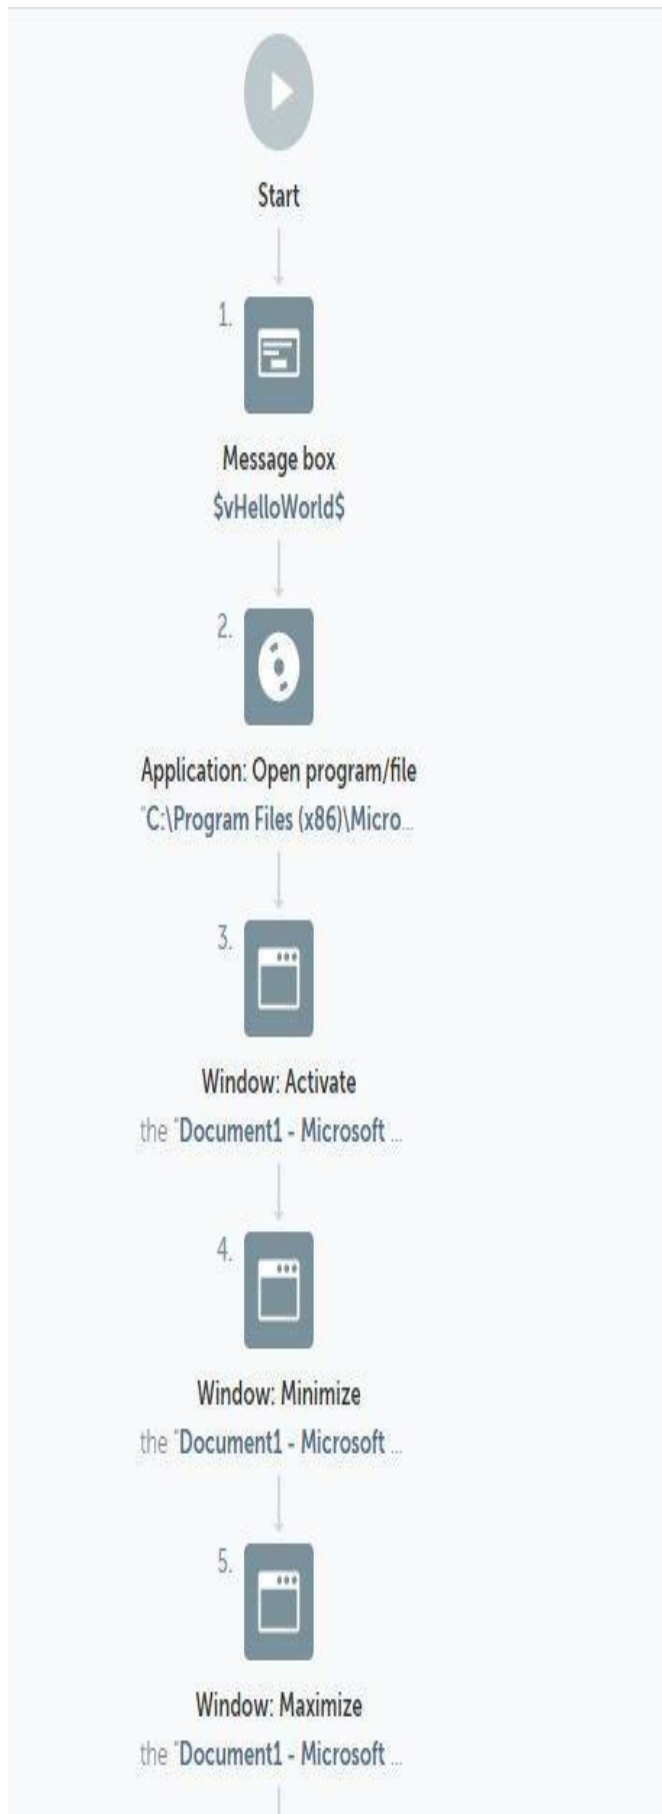 Start
1.
Message box
$vHelloWorld$
2.
Application: Open program/file
"C:\Program Files (x86)\Micro...
3.
Window: Activate
the "Document1 - Microsoft ...
4.
Window: Minimize
the "Document1 - Microsoft ...
5.
Window: Maximize
the "Document1 - Microsoft ...